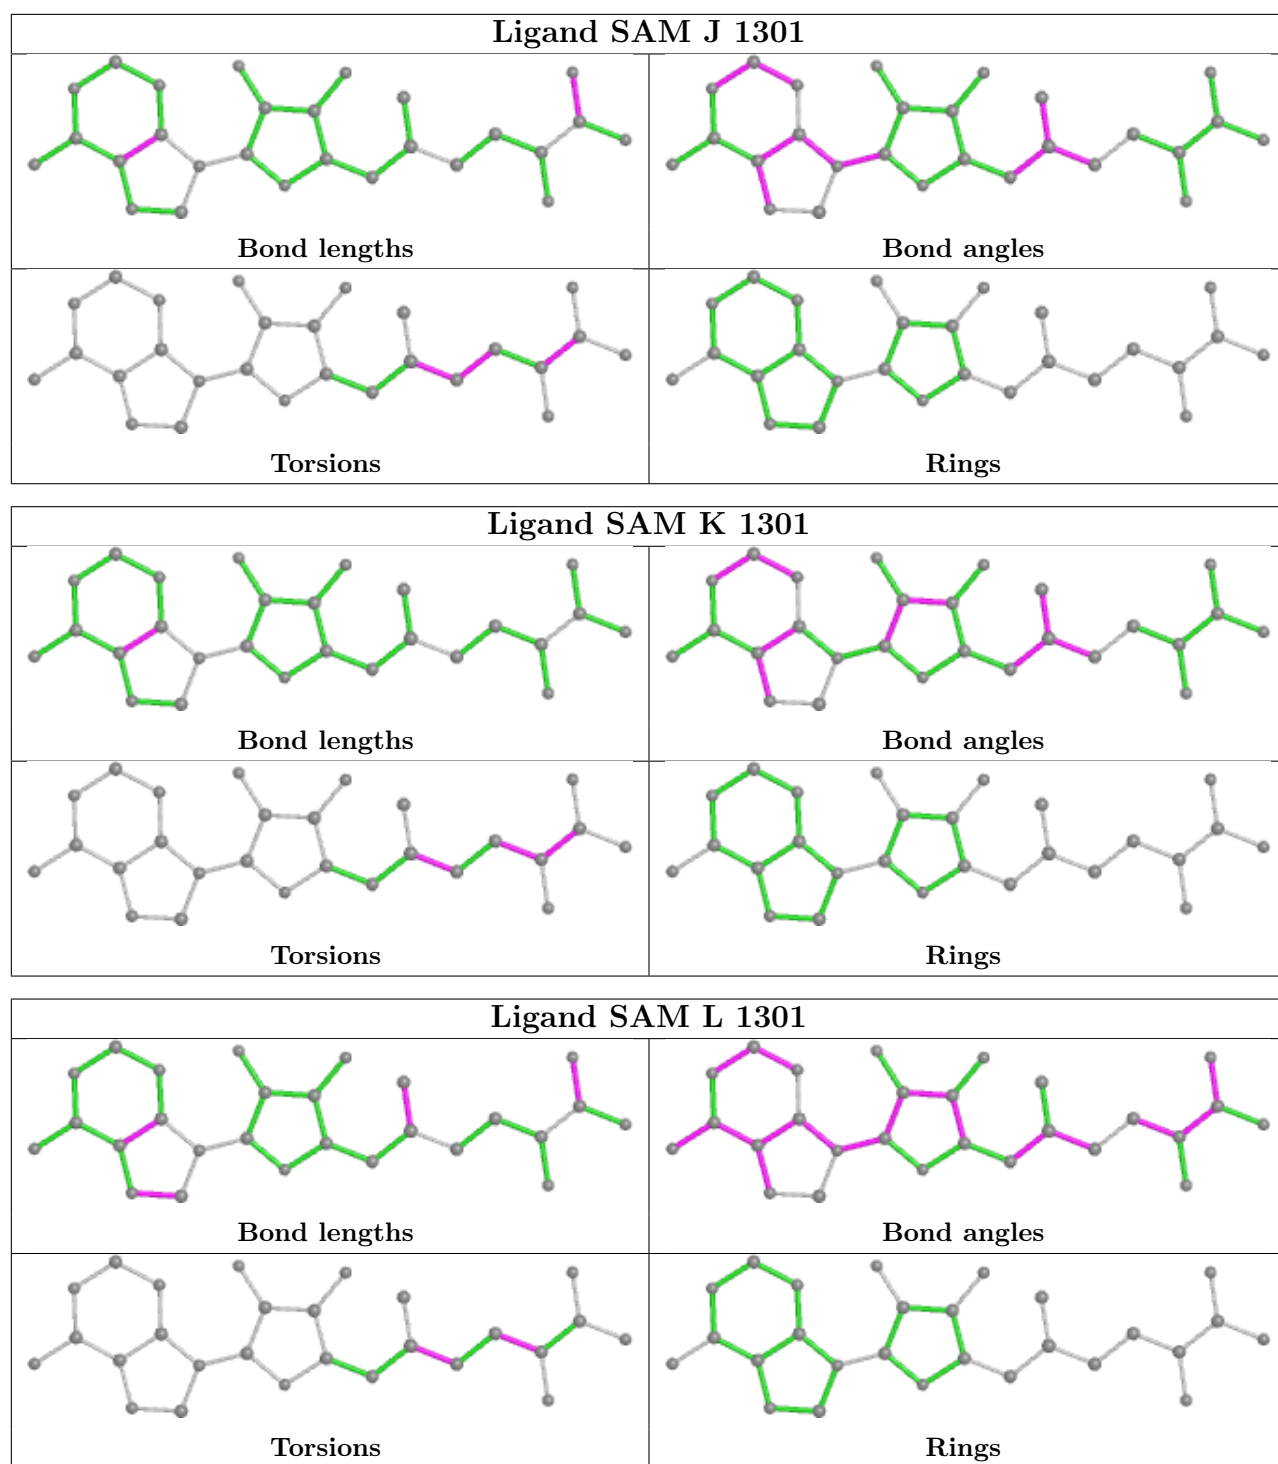 Ligand SAM J 1301
Bond lengths
Bond angles
Torsions
Rings
Ligand SAM K 1301
Bond lengths
Bond angles
Torsions
Rings
Ligand SAM L 1301
Bond lengths
Bond angles
Torsions
Rings